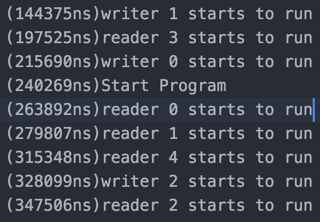 (144375ns)writer 1 starts to run
(197525ns)reader 3 starts to run
(215690ns)writer 0 starts to run
(240269ns)Start Program
(263892ns)reader 0 starts to run
(279807ns)reader 1 starts to run
(315348ns)reader 4 starts to run
(328099ns)writer 2 starts to run
(347506ns)reader 2 starts to run